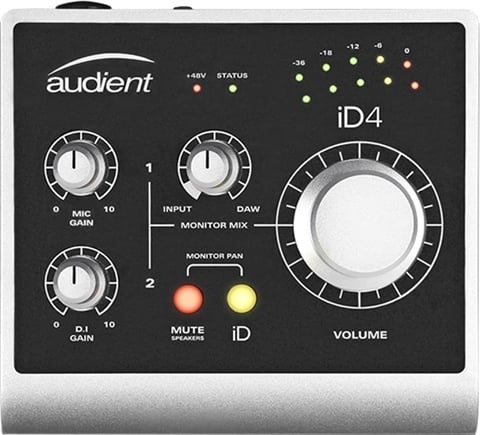 audient
+48V STATUS
-36 -18 -12 -6 0
iD4
0 10
MIC
GAIN
1
INPUT DAW
MONITOR MIX
MONITOR PAN
2
0 10
D.I
GAIN
MUTE
SPEAKERS
iD
VOLUME